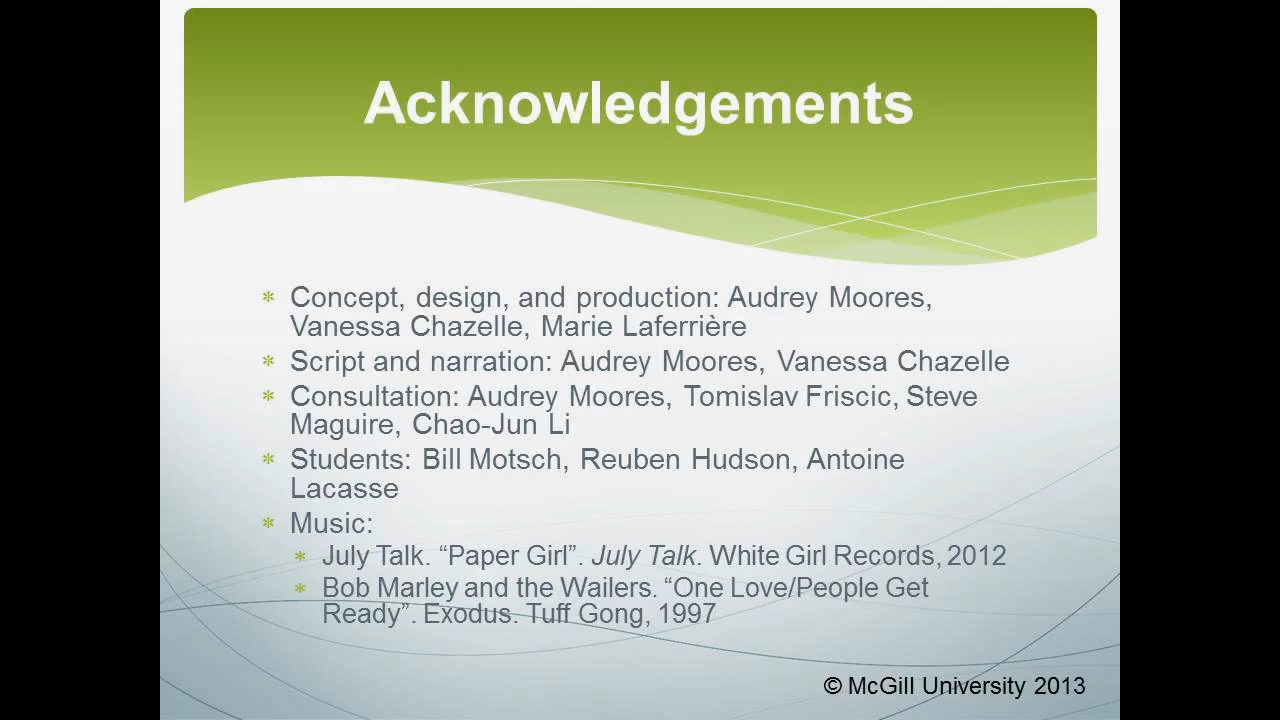 Acknowledgements
* Concept, design, and production: Audrey Moores,
Vanessa Chazelle, Marie Laferrière
* Script and narration: Audrey Moores, Vanessa Chazelle
* Consultation: Audrey Moores, Tomislav Friscic, Steve
Maguire, Chao-Jun Li
* Students: Bill Motsch, Reuben Hudson, Antoine
Lacasse
* Music:
* July Talk. “Paper Girl”. July Talk. White Girl Records, 2012
* Bob Marley and the Wailers. “One Love/People Get
Ready”. Exodus. Tuff Gong, 1997
© McGill University 2013